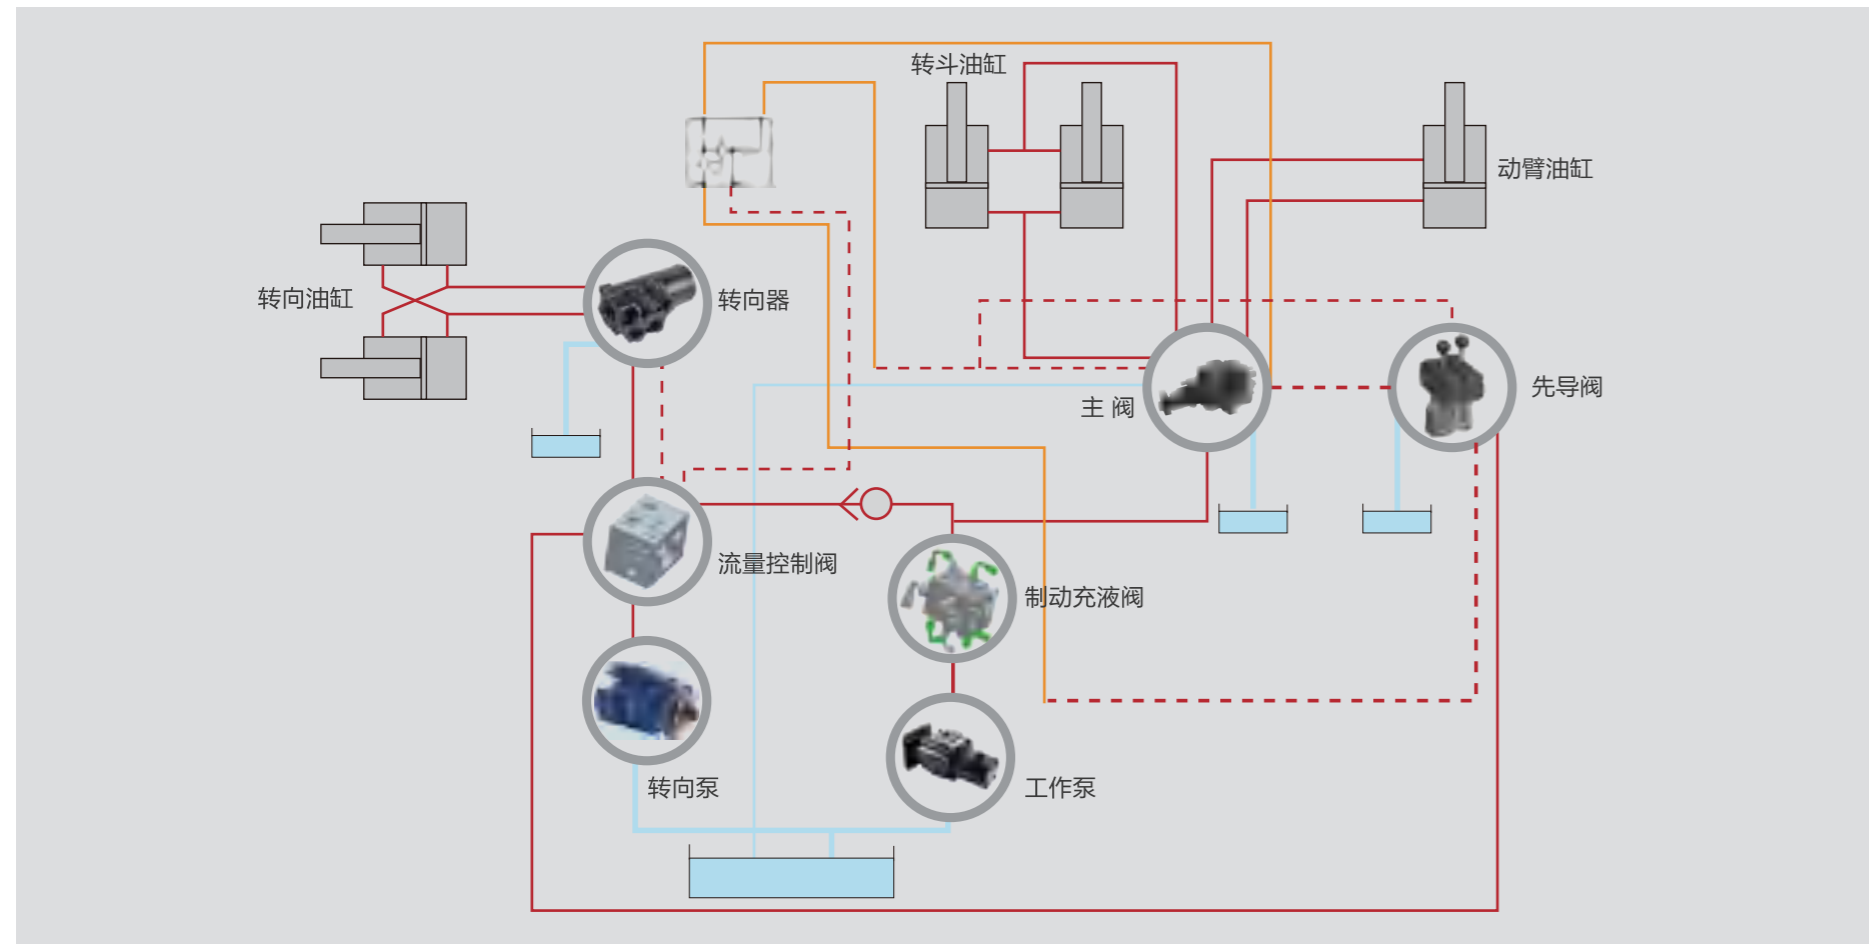 转斗油缸
动臂油缸
转向油缸
转向器
主 阀
先导阀
流量控制阀
制动充液阀
转向泵
工作泵